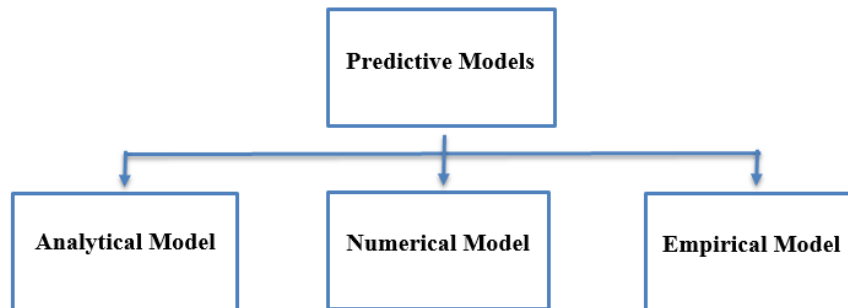 Predictive Models
Analytical Model
Numerical Model
Empirical Model